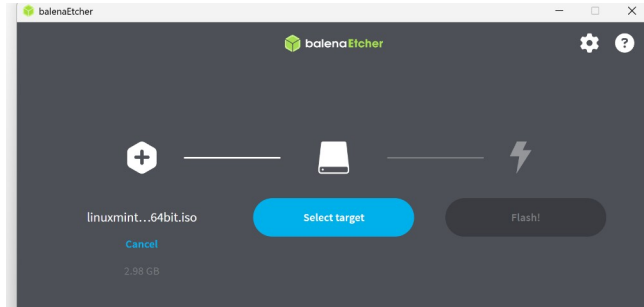 balenaEtcher
balenaEtcher
?
linuxmint...64bit.iso
Select target
Flash!
Cancel
2.98 GB